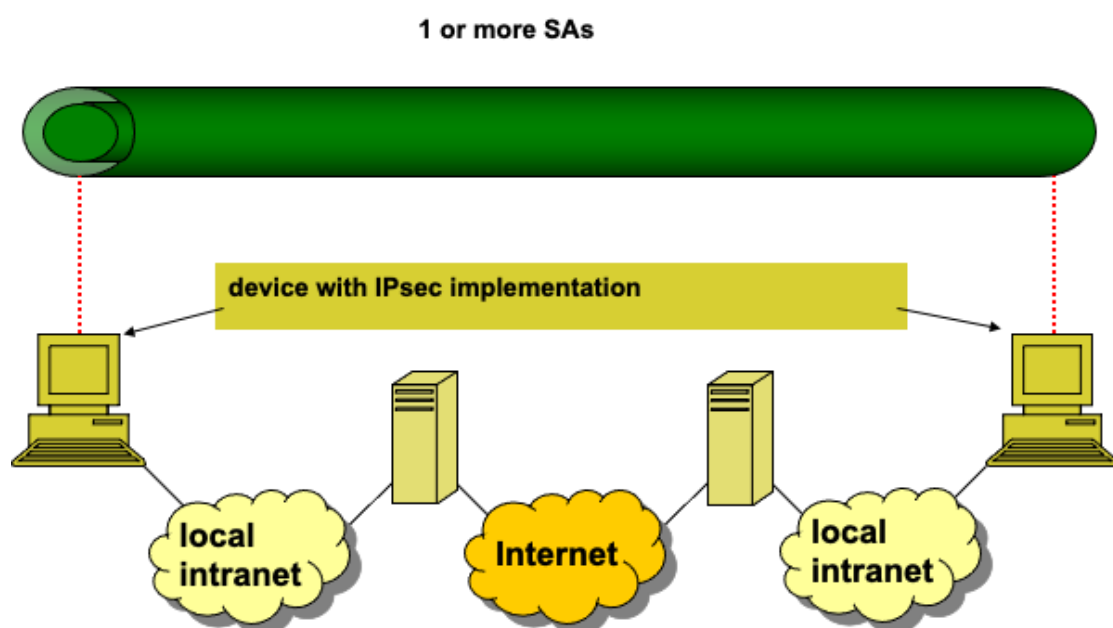 1 or more SAs
device with IPsec implementation
local
intranet
Internet
local
intranet